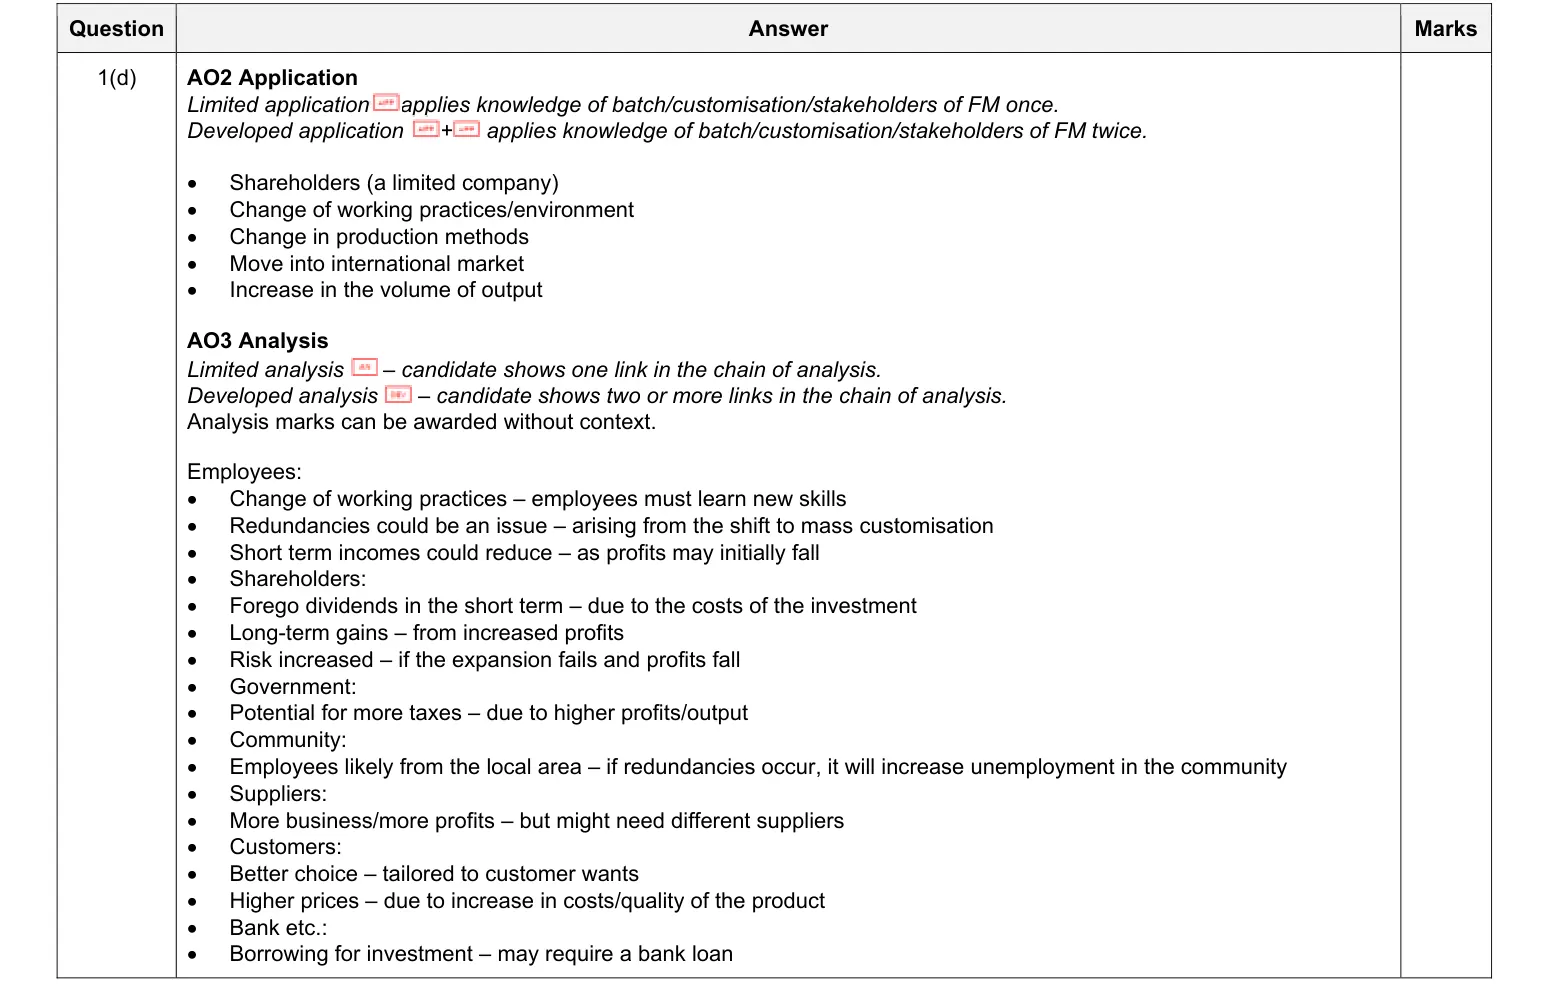 Question Answer Marks
1(d) AO2 Application
Limited application APP applies knowledge of batch/customisation/stakeholders of FM once.
Developed application APP + APP applies knowledge of batch/customisation/stakeholders of FM twice.
• Shareholders (a limited company)
• Change of working practices/environment
• Change in production methods
• Move into international market
• Increase in the volume of output
AO3 Analysis
Limited analysis AN – candidate shows one link in the chain of analysis.
Developed analysis DEV – candidate shows two or more links in the chain of analysis.
Analysis marks can be awarded without context.
Employees:
• Change of working practices – employees must learn new skills
• Redundancies could be an issue – arising from the shift to mass customisation
• Short term incomes could reduce – as profits may initially fall
• Shareholders:
• Forego dividends in the short term – due to the costs of the investment
• Long-term gains – from increased profits
• Risk increased – if the expansion fails and profits fall
• Government:
• Potential for more taxes – due to higher profits/output
• Community:
• Employees likely from the local area – if redundancies occur, it will increase unemployment in the community
• Suppliers:
• More business/more profits – but might need different suppliers
• Customers:
• Better choice – tailored to customer wants
• Higher prices – due to increase in costs/quality of the product
• Bank etc.:
• Borrowing for investment – may require a bank loan